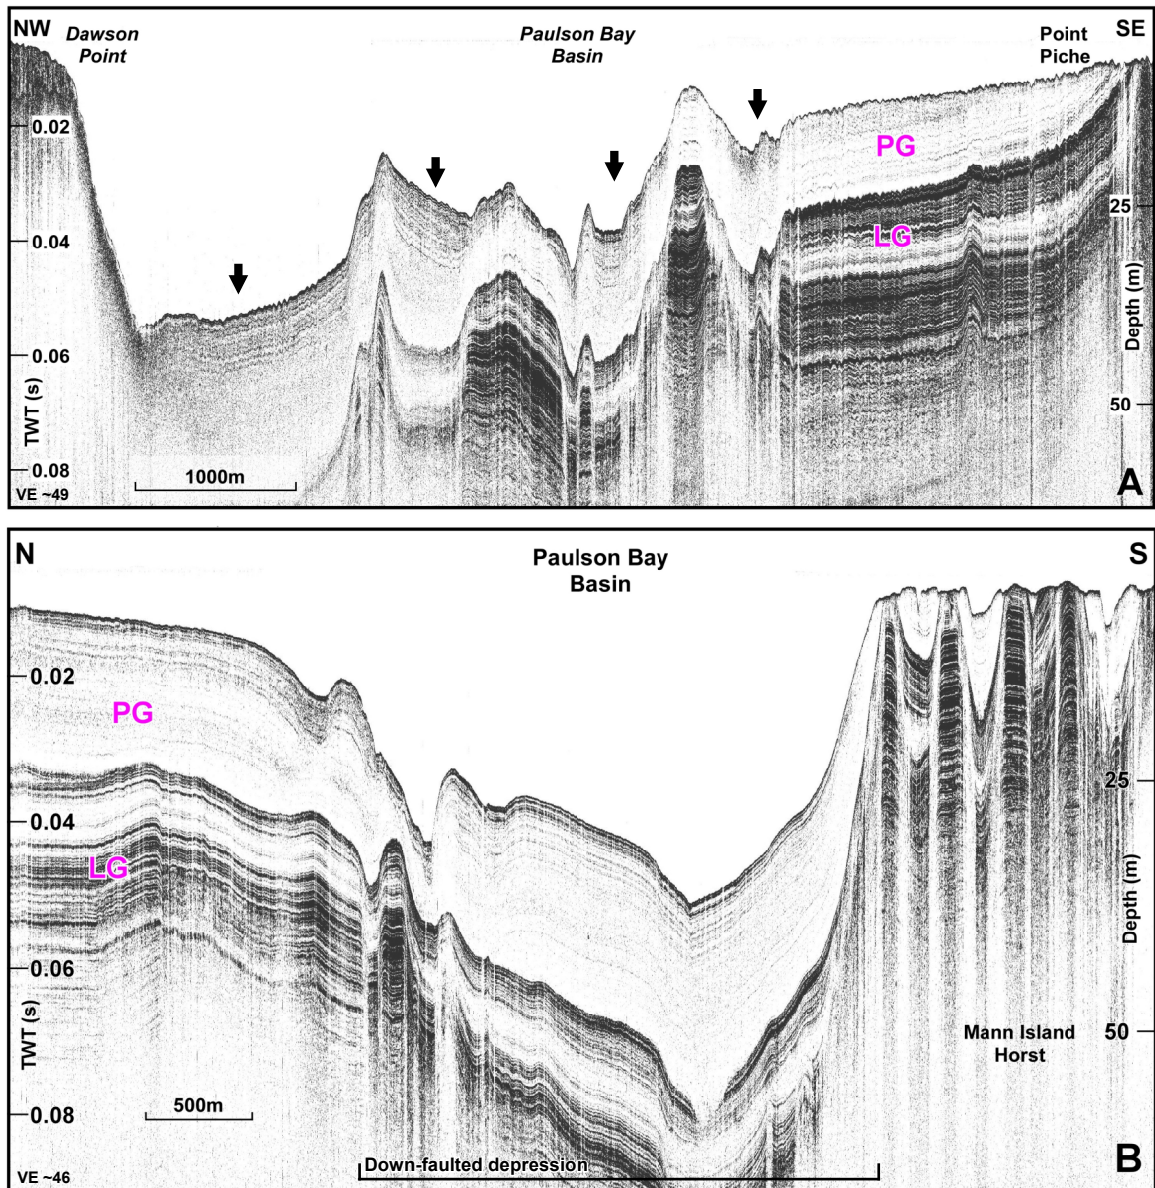 NW
Dawson
Point
Paulson Bay
Basin
Point
Piche
SE
0.02
PG
25
LG
0.04
Depth (m)
0.06
TWT (s)
50
0.08
1000m
VE ~49
A
N
Paulson Bay
Basin
S
0.02
PG
25
0.04
LG
Depth (m)
0.06
TWT (s)
50
Mann Island
Horst
500m
0.08
Down-faulted depression
VE ~46
B